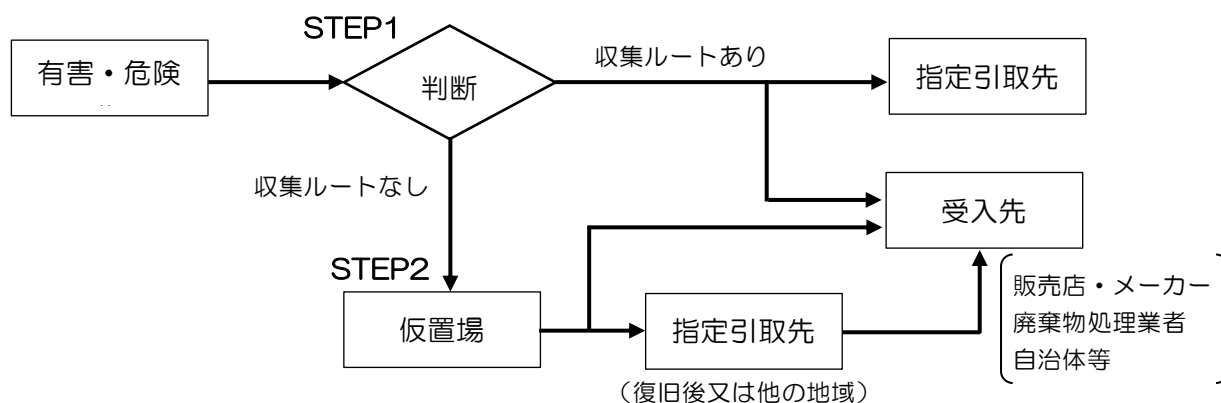 STEP1
有害・危険
判断
収集ルートあり
指定引取先
収集ルートなし
受入先
STEP2
仮置場
指定引取先
（復旧後又は他の地域）
販売店・メーカー
廃棄物処理業者
自治体等